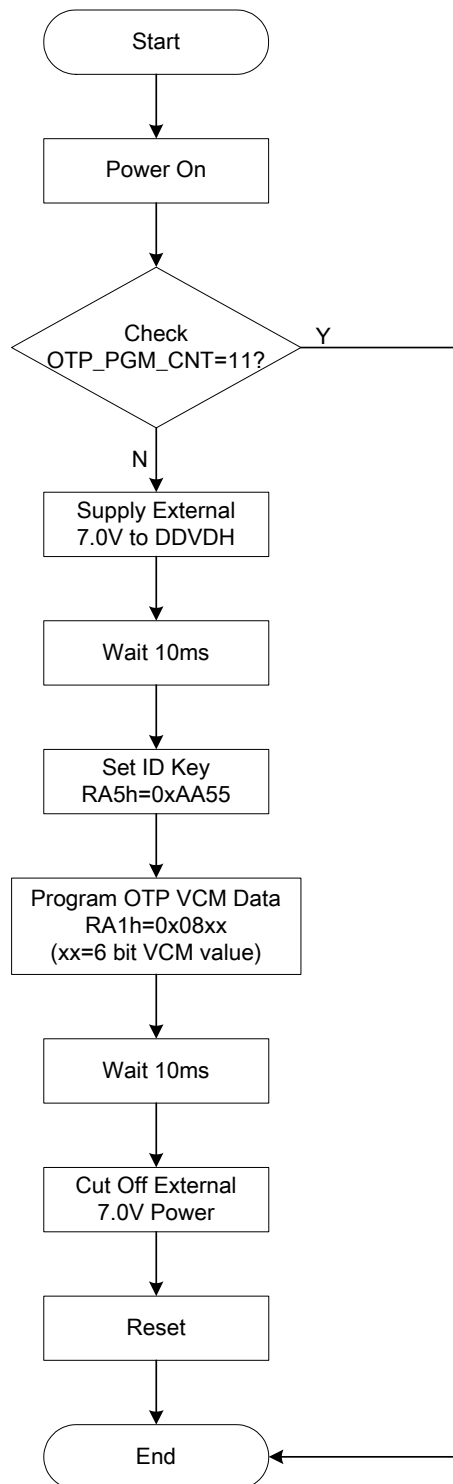 Start
Power On
Check
OTP_PGM_CNT=11?
Y
N
Supply External
7.0V to DDVDH
Wait 10ms
Set ID Key
RA5h=0xAA55
Program OTP VCM Data
RA1h=0x08xx
(xx=6 bit VCM value)
Wait 10ms
Cut Off External
7.0V Power
Reset
End